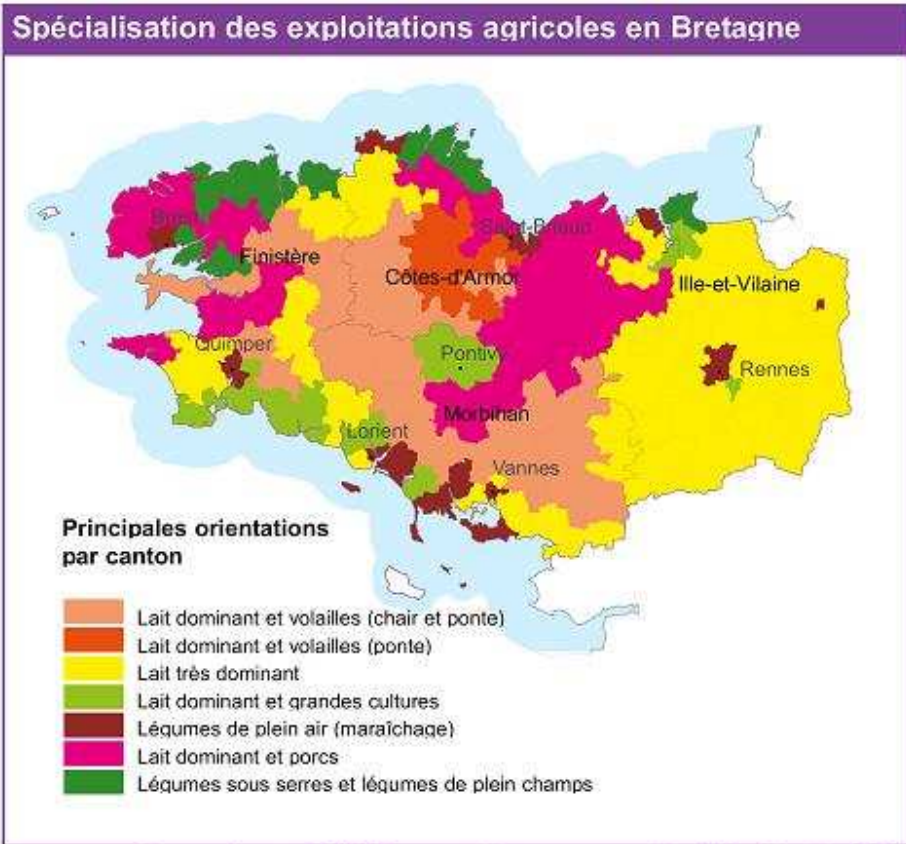 Spécialisation des exploitations agricoles en Bretagne
Brest
Saint-Brieuc
Finistère
Côtes-d'Armor
Ille-et-Vilaine
Quimper
Pontivy
Rennes
Morbihan
Lorient
Vannes
Principales orientations
par canton
Lait dominant et volailles (chair et ponte)
Lait dominant et volailles (ponte)
Lait très dominant
Lait dominant et grandes cultures
Légumes de plein air (maraîchage)
Lait dominant et porcs
Légumes sous serres et légumes de plein champs